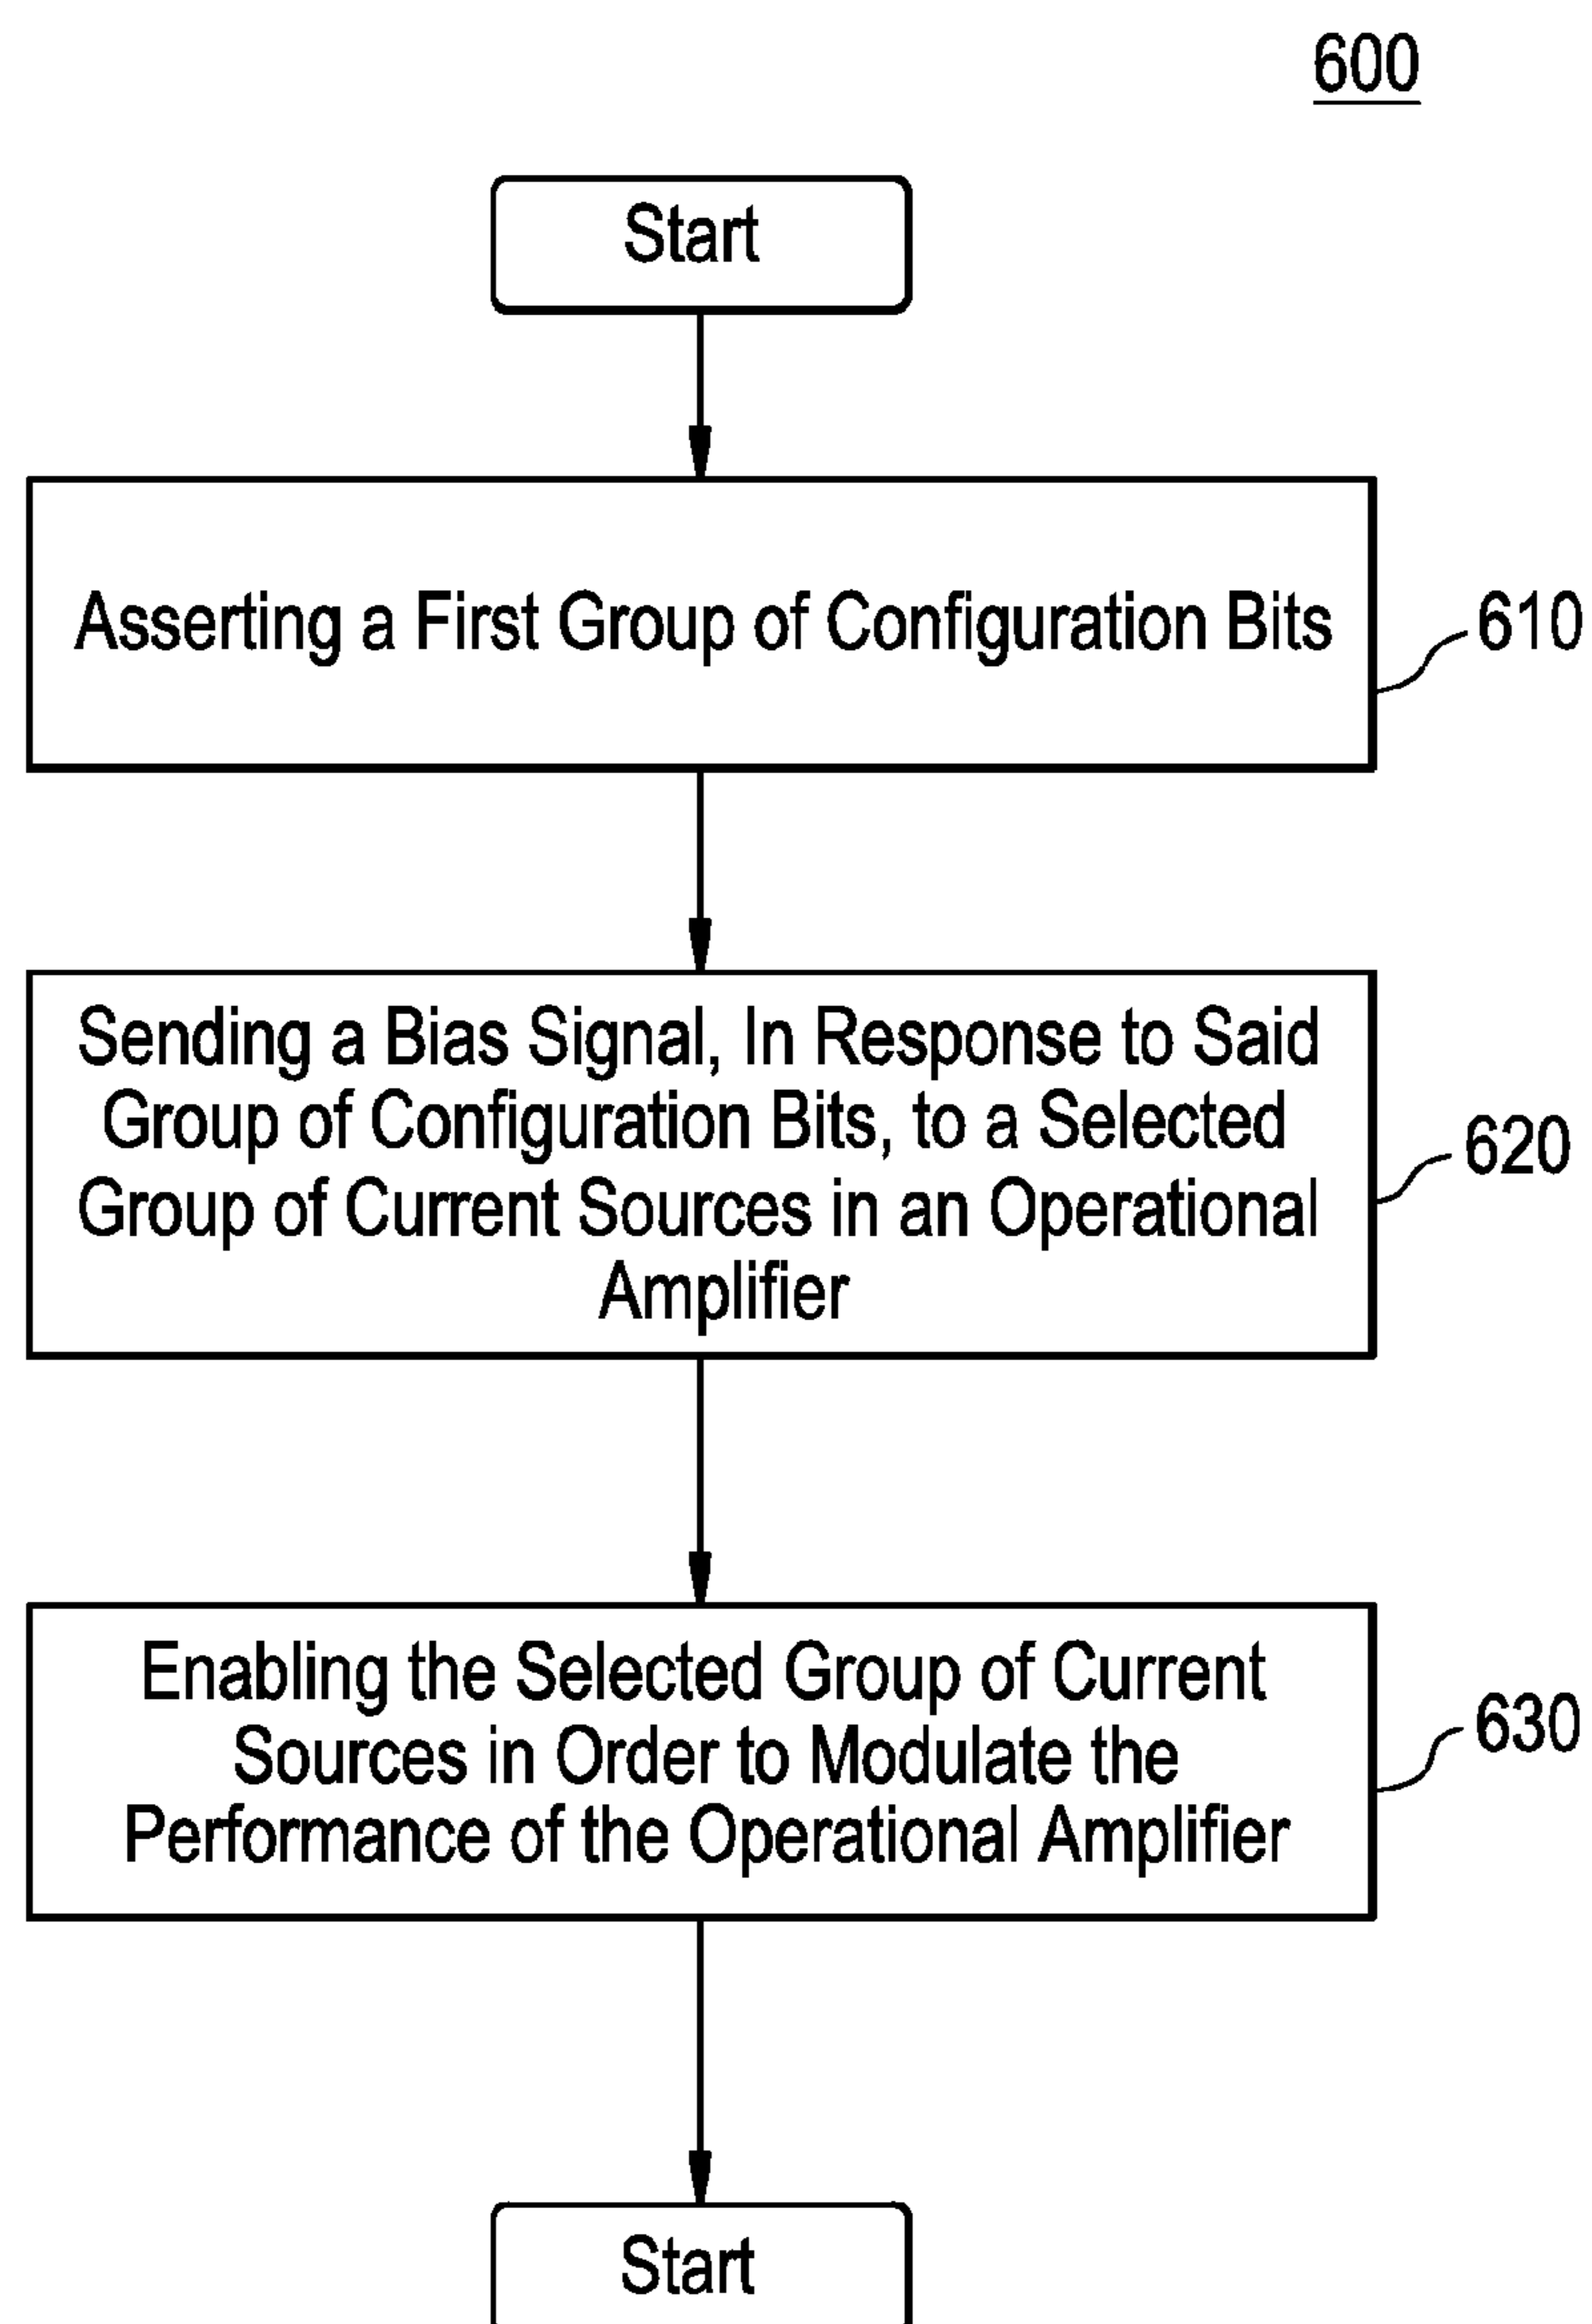 600
Start
Asserting a First Group of Configuration Bits
610
Sending a Bias Signal, In Response to Said
Group of Configuration Bits, to a Selected
Group of Current Sources in an Operational
Amplifier
620
Enabling the Selected Group of Current
Sources in Order to Modulate the
Performance of the Operational Amplifier
630
Start